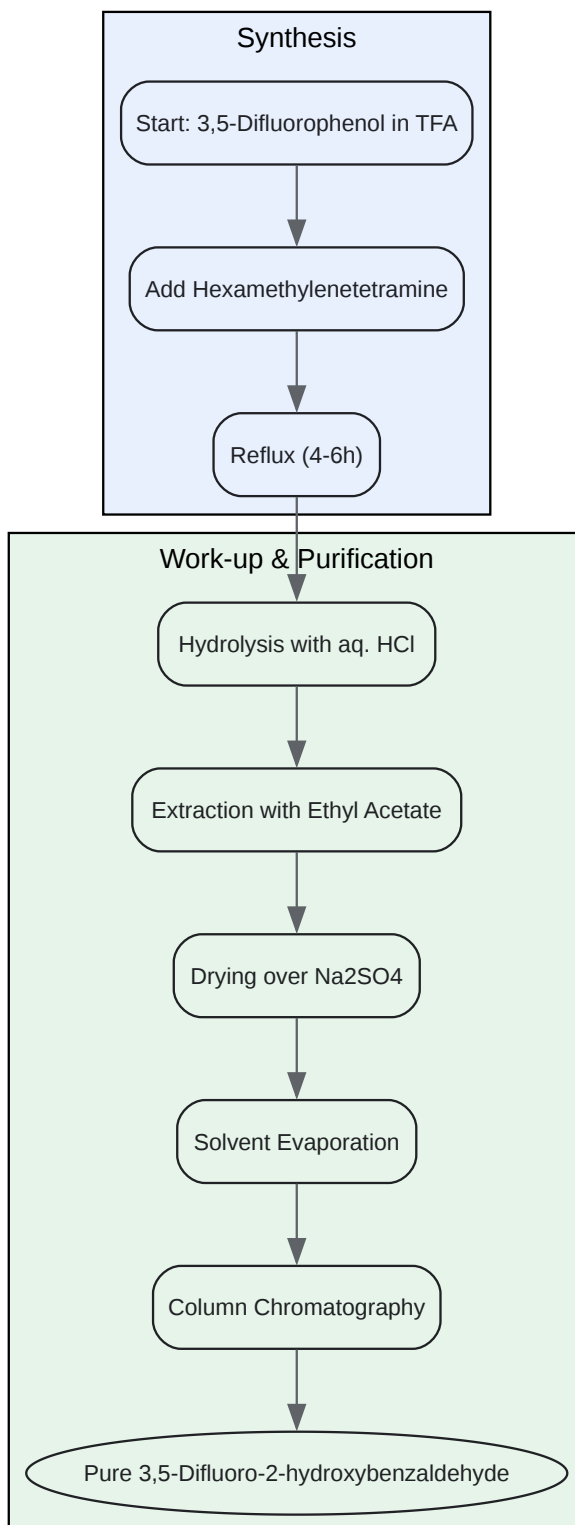 Synthesis
Start: 3,5-Difluorophenol in TFA
Add Hexamethylenetetramine
Reflux (4-6h)
Work-up & Purification
Hydrolysis with aq. HCl
Extraction with Ethyl Acetate
Drying over Na2SO4
Solvent Evaporation
Column Chromatography
Pure 3,5-Difluoro-2-hydroxybenzaldehyde